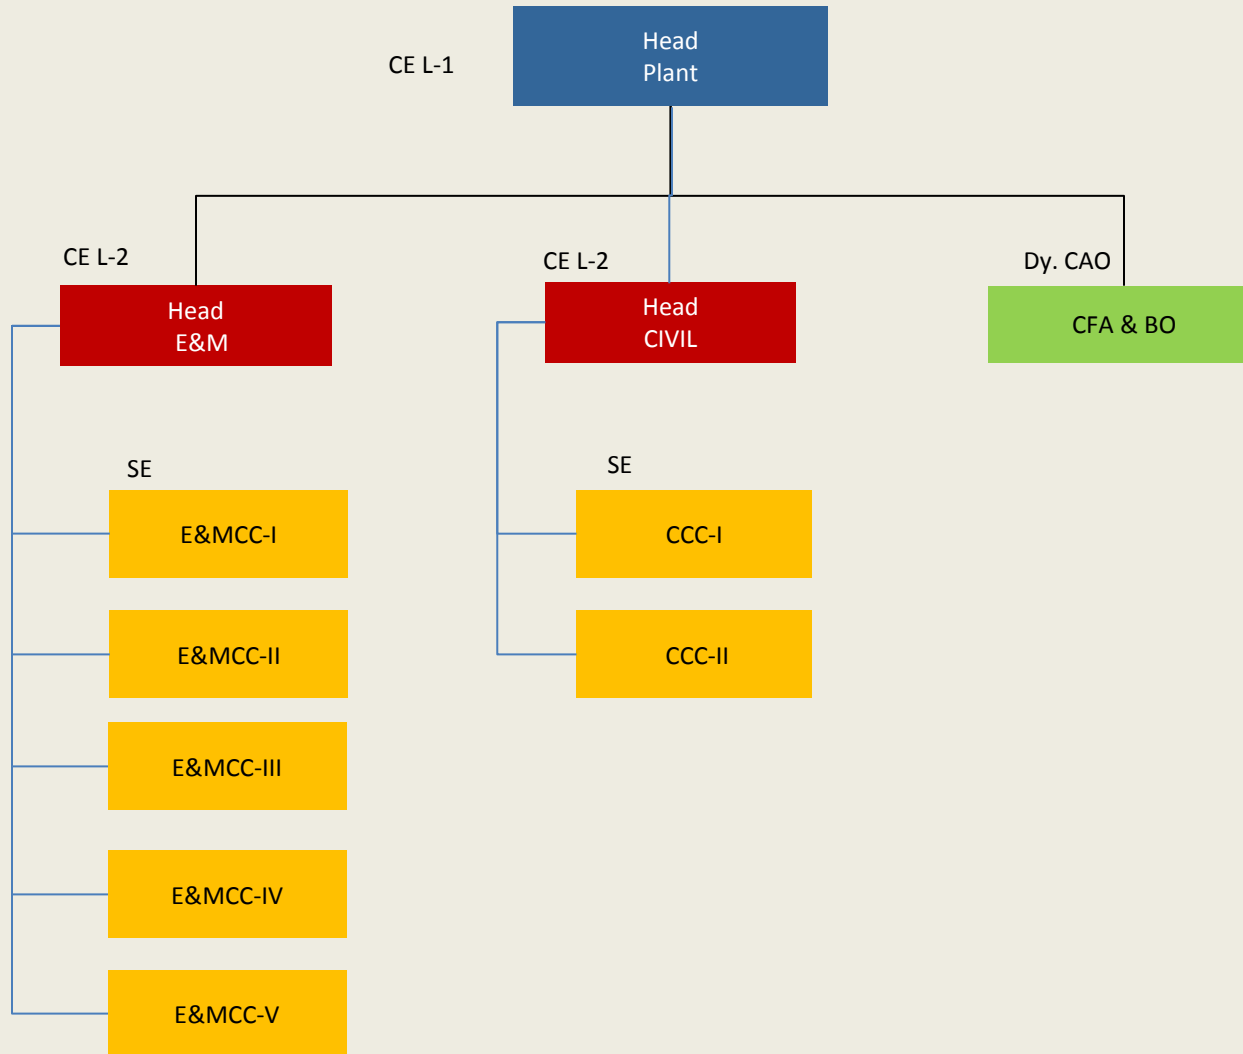 CE L-1
Head
Plant
CE L-2
CE L-2
Dy. CAO
Head
E&M
Head
CIVIL
CFA & BO
SE
SE
E&MCC-I
CCC-I
E&MCC-II
CCC-II
E&MCC-III
E&MCC-IV
E&MCC-V